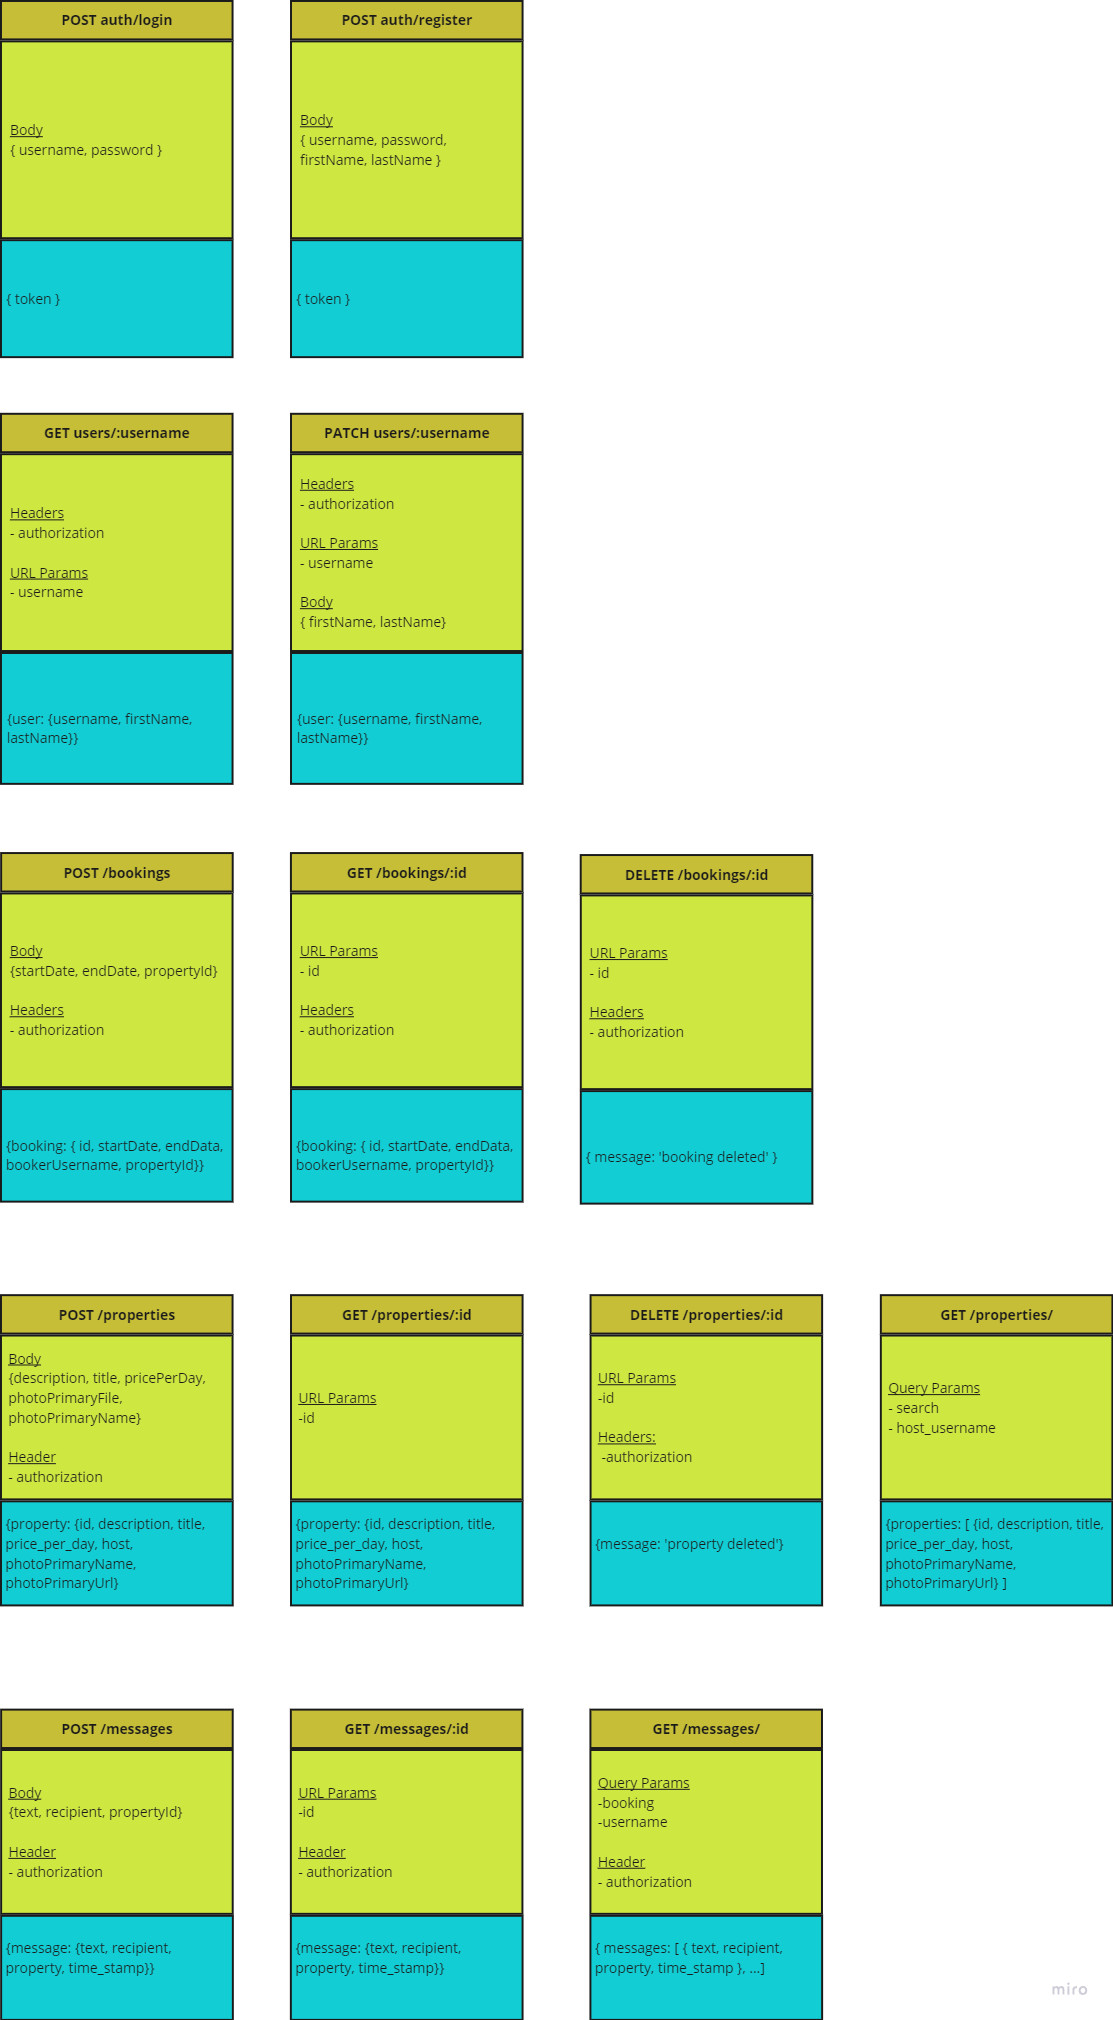 POST auth/login
Body
{ username, password }
{ token }
POST auth/register
Body
{ username, password,
firstName, lastName }
{ token }
GET users/:username
Headers
- authorization
URL Params
- username
{user: {username, firstName,
lastName}}
PATCH users/:username
Headers
- authorization
URL Params
- username
Body
{ firstName, lastName}
{user: {username, firstName,
lastName}}
POST /bookings
Body
{startDate, endDate, propertyId}
Headers
- authorization
{booking: { id, startDate, endData,
bookerUsername, propertyId}}
GET /bookings/:id
URL Params
- id
Headers
- authorization
{booking: { id, startDate, endData,
bookerUsername, propertyId}}
DELETE /bookings/:id
URL Params
- id
Headers
- authorization
{ message: 'booking deleted' }
POST /properties
Body
{description, title, pricePerDay,
photoPrimaryFile,
photoPrimaryName}
Header
- authorization
{property: {id, description, title,
price_per_day, host,
photoPrimaryName,
photoPrimaryUrl}
GET /properties/:id
URL Params
-id
{property: {id, description, title,
price_per_day, host,
photoPrimaryName,
photoPrimaryUrl}
DELETE /properties/:id
URL Params
-id
Headers:
-authorization
{message: 'property deleted'}
GET /properties/
Query Params
- search
- host_username
{properties: [ {id, description, title,
price_per_day, host,
photoPrimaryName,
photoPrimaryUrl} ]
POST /messages
Body
{text, recipient, propertyId}
Header
- authorization
{message: {text, recipient,
property, time_stamp}}
GET /messages/:id
URL Params
-id
Header
- authorization
{message: {text, recipient,
property, time_stamp}}
GET /messages/
Query Params
-booking
-username
Header
- authorization
{ messages: [ { text, recipient,
property, time_stamp }, ...]
miro